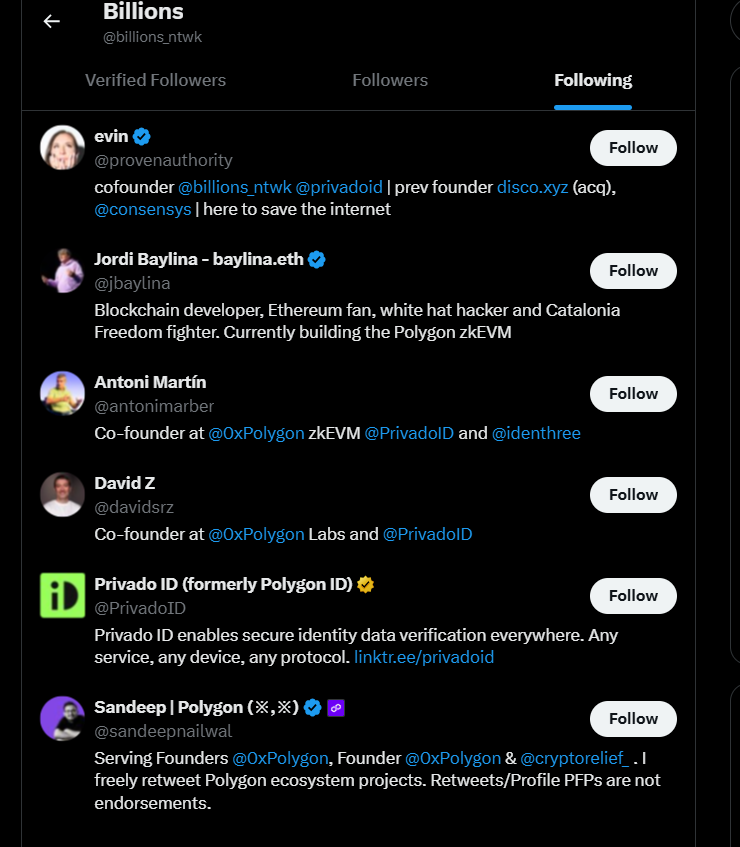 Billions
@billions_ntwk
Verified Followers Followers Following
evin
@provenauthority
Follow
cofounder @billions_ntwk @privadoid | prev founder disco.xyz (acq),
@consensys | here to save the internet
Jordi Baylina - baylina.eth
@jbaylina
Follow
Blockchain developer, Ethereum fan, white hat hacker and Catalonia
Freedom fighter. Currently building the Polygon zkEVM
Antoni Martín
@antonimarber
Follow
Co-founder at @0xPolygon zkEVM @PrivadoID and @identhree
David Z
@davidsrz
Follow
Co-founder at @0xPolygon Labs and @PrivadoID
iD
Privado ID (formerly Polygon ID)
@PrivadoID
Follow
Privado ID enables secure identity data verification everywhere. Any
service, any device, any protocol. linktr.ee/privadoid
Sandeep | Polygon (※,※)
@sandeepnailwal
Follow
Serving Founders @0xPolygon, Founder @0xPolygon & @cryptorelief_ . I
freely retweet Polygon ecosystem projects. Retweets/Profile PFPs are not
endorsements.